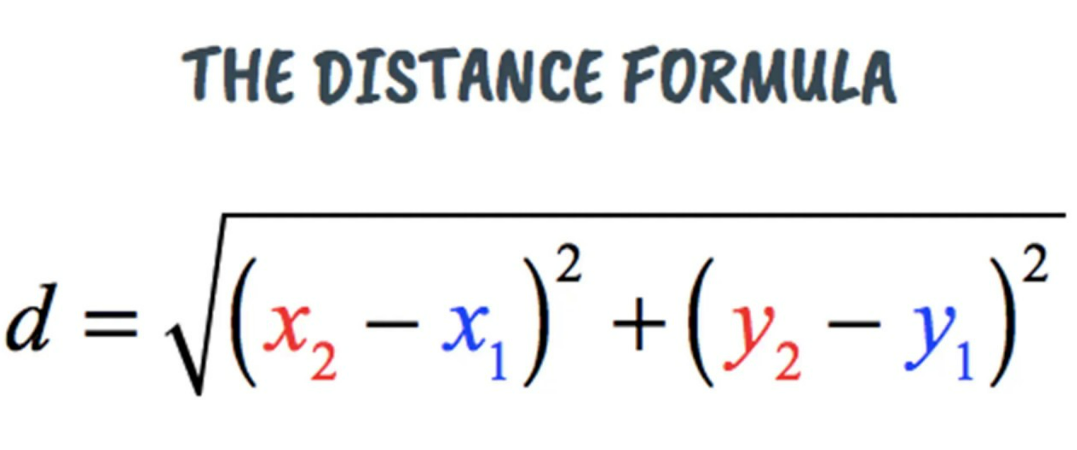 THE DISTANCE FORMULA
d = √(x₂ − x₁)² + (y₂ − y₁)²